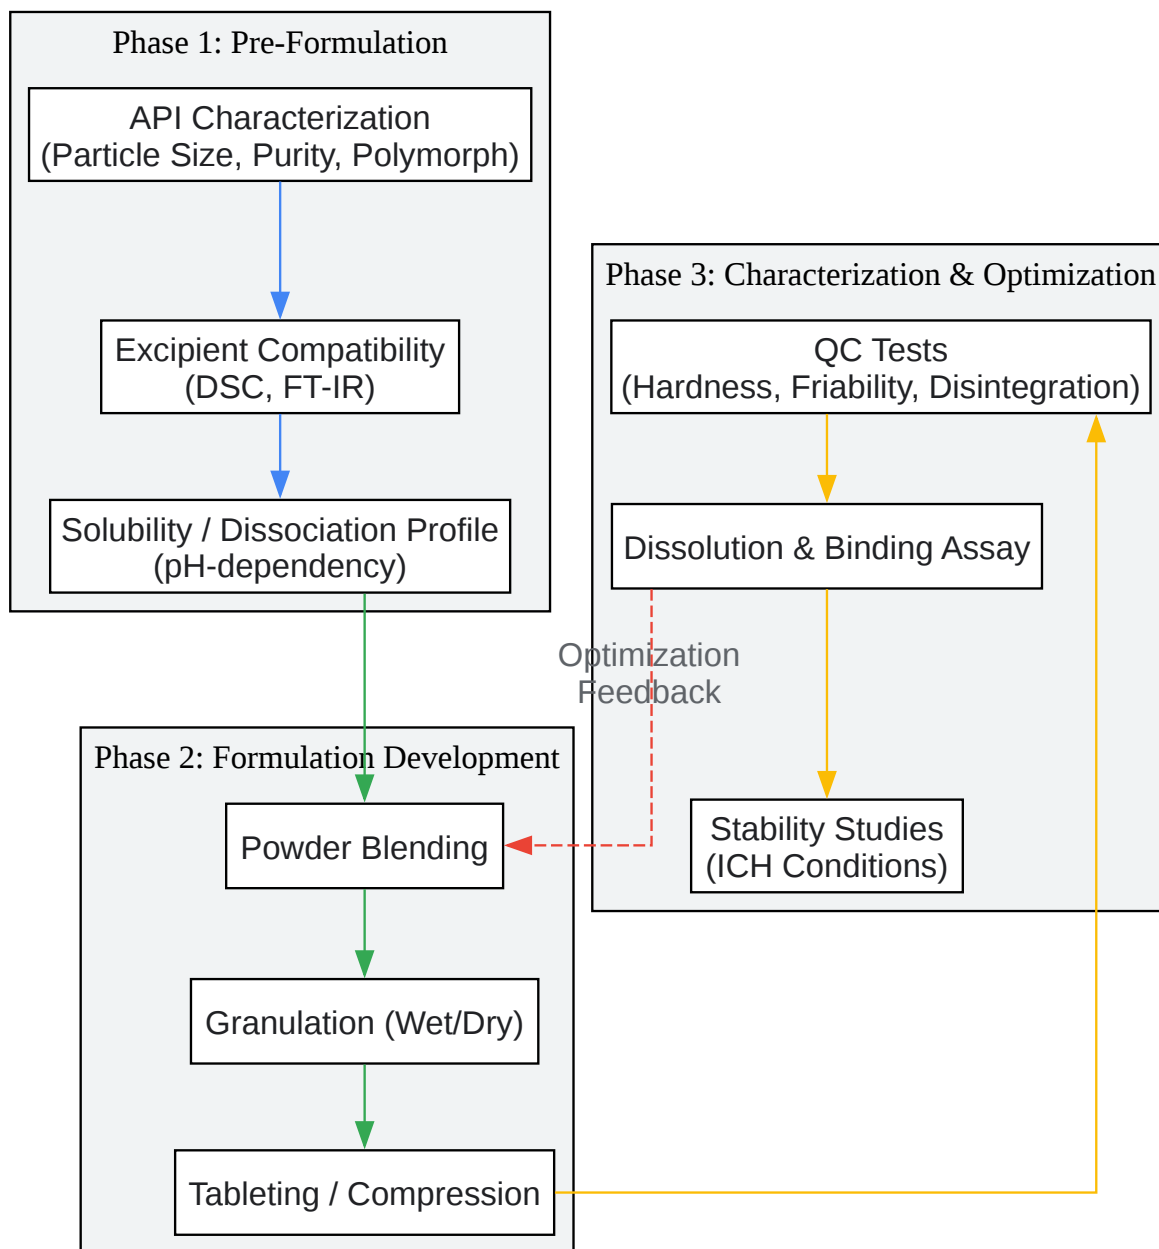 Phase 1: Pre-Formulation
API Characterization
(Particle Size, Purity, Polymorph)
Excipient Compatibility
(DSC, FT-IR)
Solubility / Dissociation Profile
(pH-dependency)
Phase 2: Formulation Development
Powder Blending
Granulation (Wet/Dry)
Tableting / Compression
Phase 3: Characterization & Optimization
QC Tests
(Hardness, Friability, Disintegration)
Dissolution & Binding Assay
Optimization
Feedback
Stability Studies
(ICH Conditions)